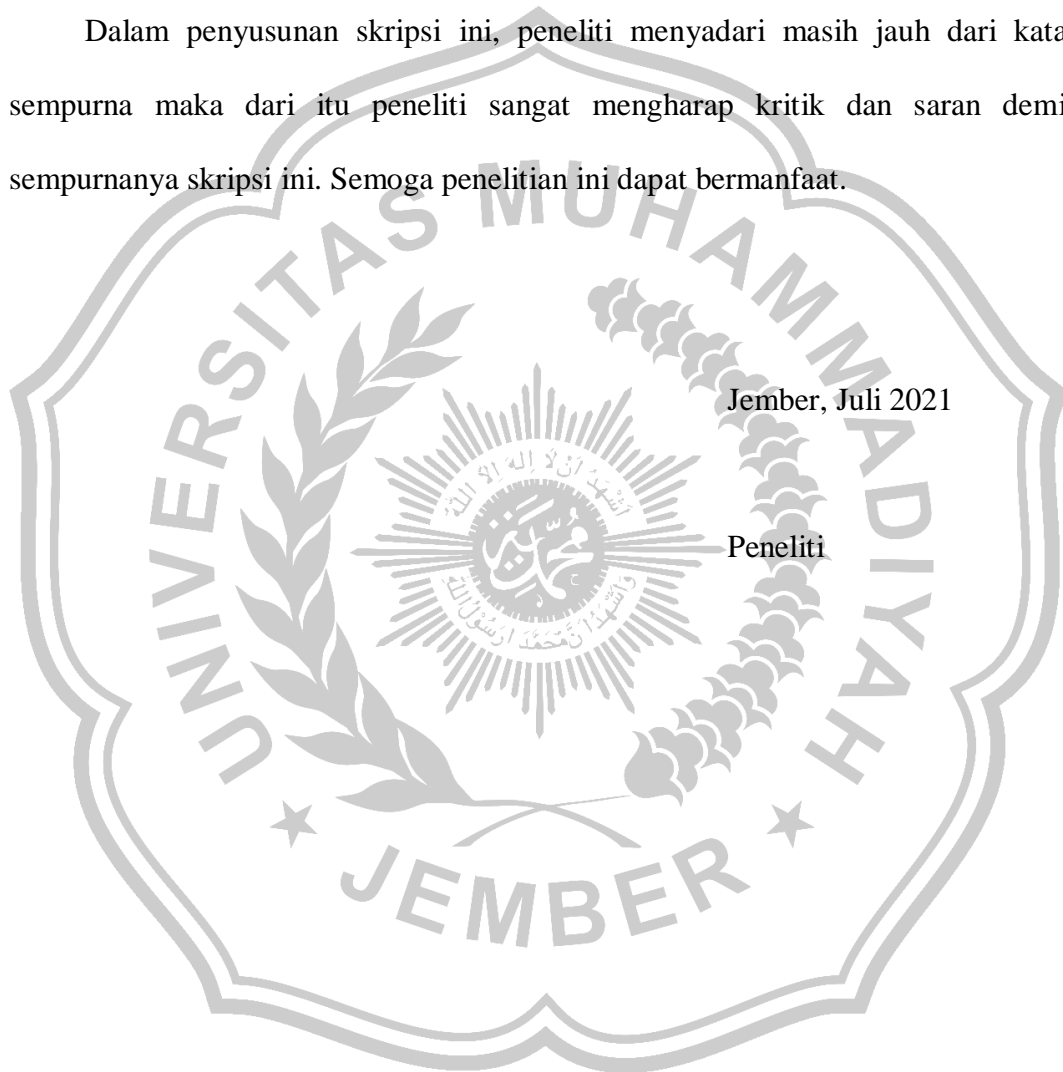 Dalam penyusunan skripsi ini, peneliti menyadari masih jauh dari kata
sempurna maka dari itu peneliti sangat mengharap kritik dan saran demi
sempurnanya skripsi ini. Semoga penelitian ini dapat bermanfaat.
UNIVERSITAS MUHAMMADIYAH
Jember, Juli 2021
Peneliti
JEMBER